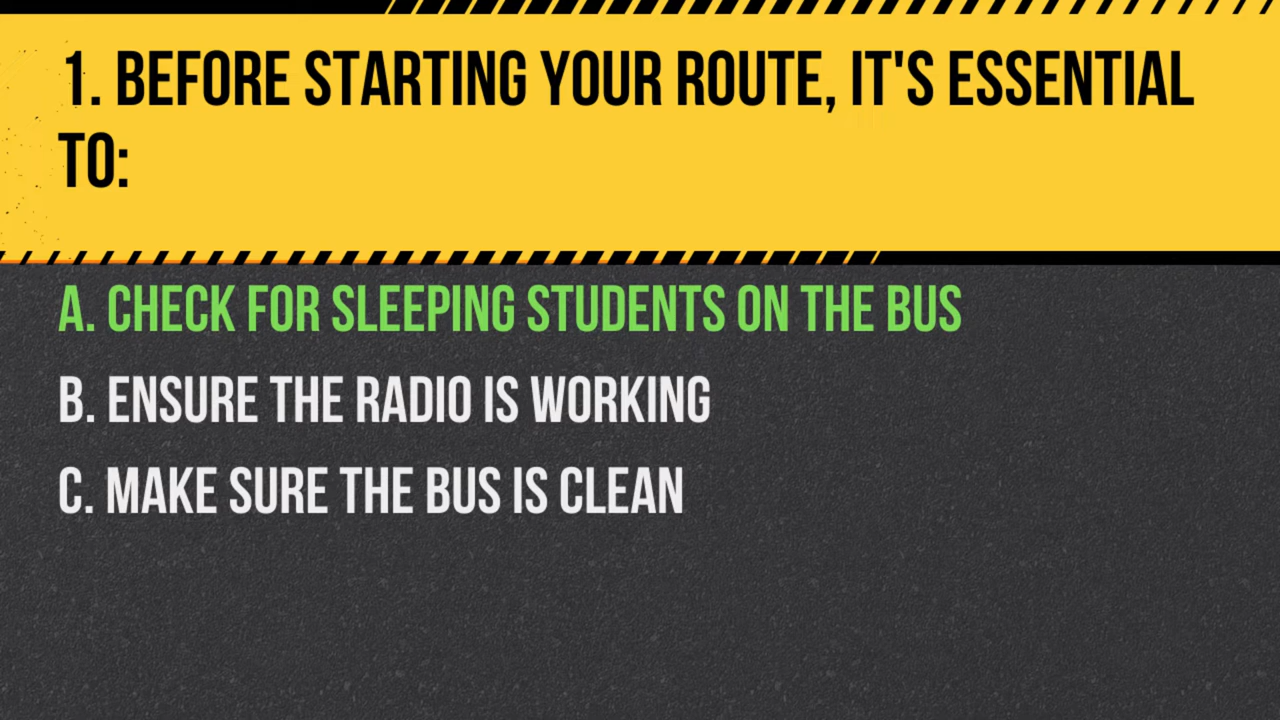 1. BEFORE STARTING YOUR ROUTE, IT'S ESSENTIAL
TO:
A. CHECK FOR SLEEPING STUDENTS ON THE BUS
B. ENSURE THE RADIO IS WORKING
C. MAKE SURE THE BUS IS CLEAN